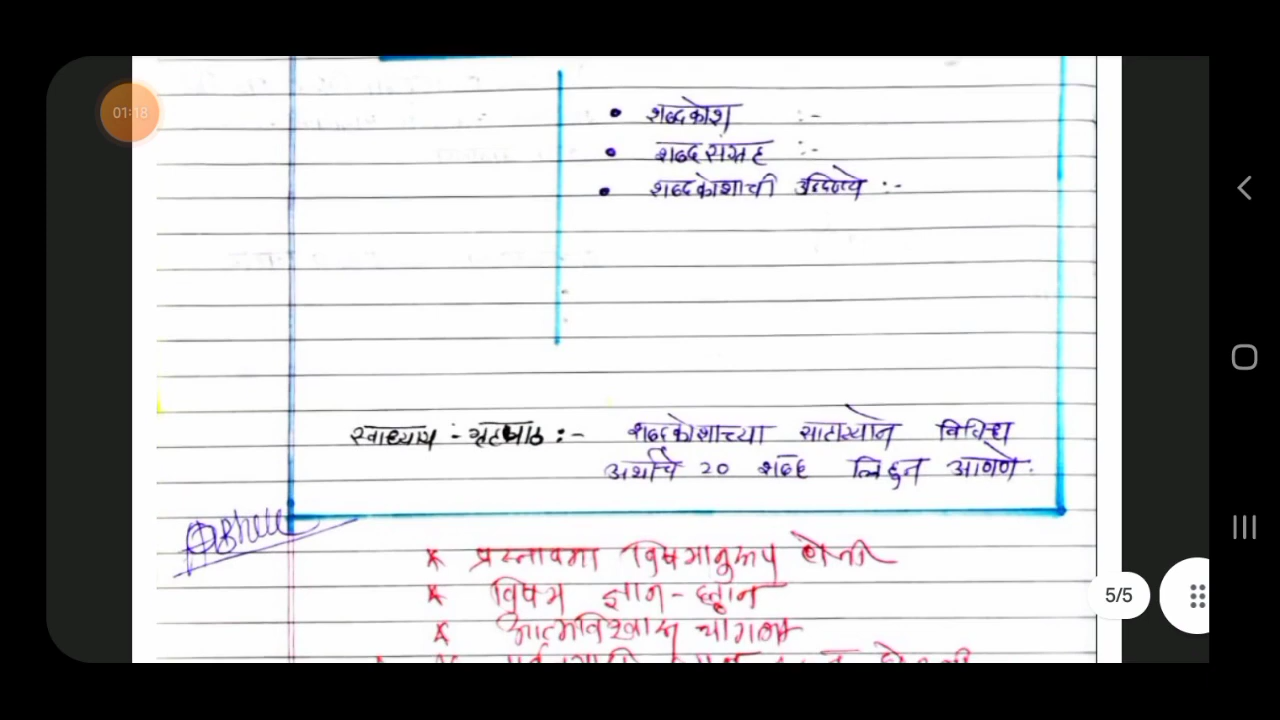 01:18
• शब्दकोश :-
• शब्दसंग्रह :-
• शब्दकोशाची उद्दिष्टे :-
स्वाध्याय :- गृहपाठ :- शब्दकोशाच्या साहाय्याने विविध
अर्थाचे 20 शब्द लिहून आणणे.
* प्रस्तावना विषयानुरूप होती
* विषय ज्ञान - छान
* आत्मविश्वास चांगला
5/5